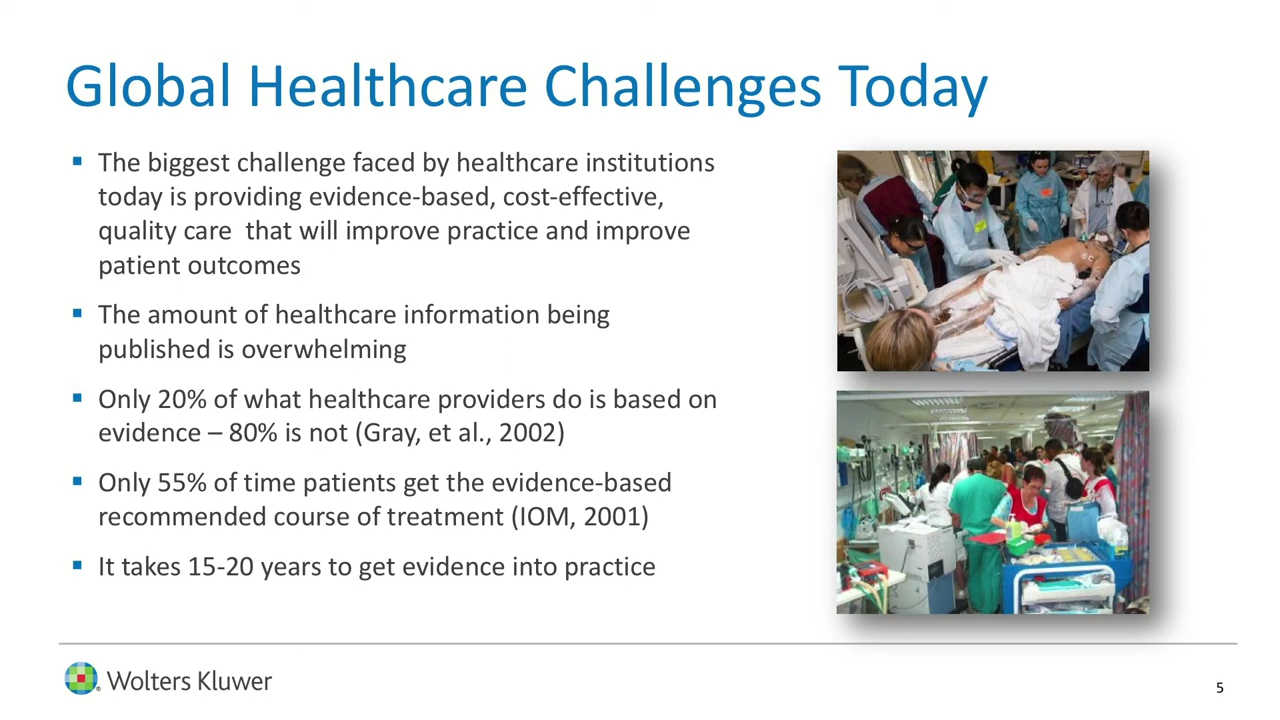 Global Healthcare Challenges Today
▪ The biggest challenge faced by healthcare institutions
today is providing evidence-based, cost-effective,
quality care  that will improve practice and improve
patient outcomes
▪ The amount of healthcare information being
published is overwhelming
▪ Only 20% of what healthcare providers do is based on
evidence – 80% is not (Gray, et al., 2002)
▪ Only 55% of time patients get the evidence-based
recommended course of treatment (IOM, 2001)
▪ It takes 15-20 years to get evidence into practice
® Wolters Kluwer
5